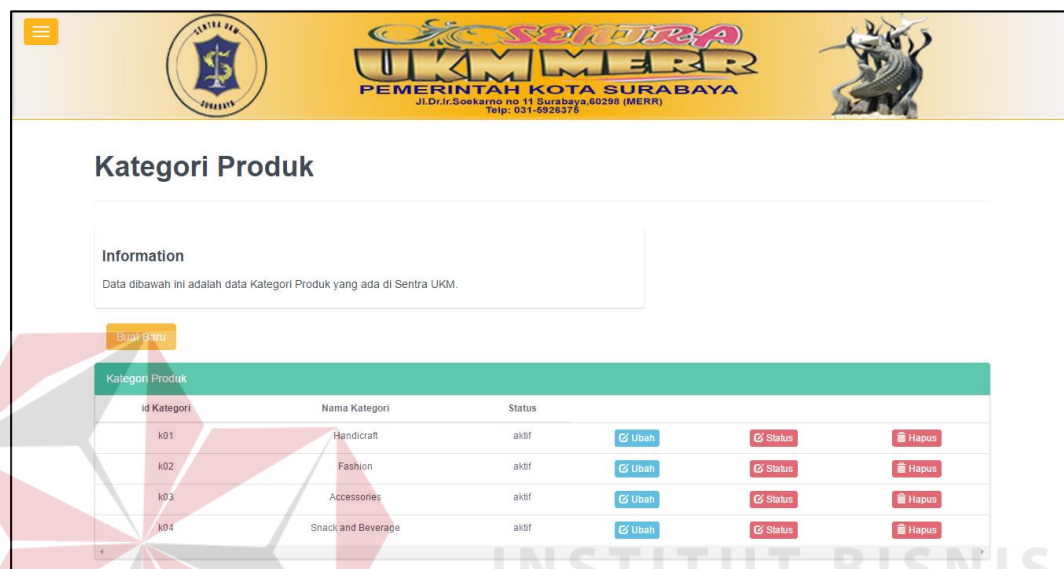 SENTRA UKM
SURABAYA
SENTRA
UKM MERR
PEMERINTAH KOTA SURABAYA
Jl.Dr.Ir.Soekarno no 11 Surabaya,60298 (MERR)
Telp: 031-5926375
Kategori Produk
Information
Data dibawah ini adalah data Kategori Produk yang ada di Sentra UKM.
Buat Baru
Kategori Produk
id Kategori Nama Kategori Status
k01 Handicraft aktif Ubah Status Hapus
k02 Fashion aktif Ubah Status Hapus
k03 Accessories aktif Ubah Status Hapus
k04 Snack and Beverage aktif Ubah Status Hapus
INSTITUT BISNIS